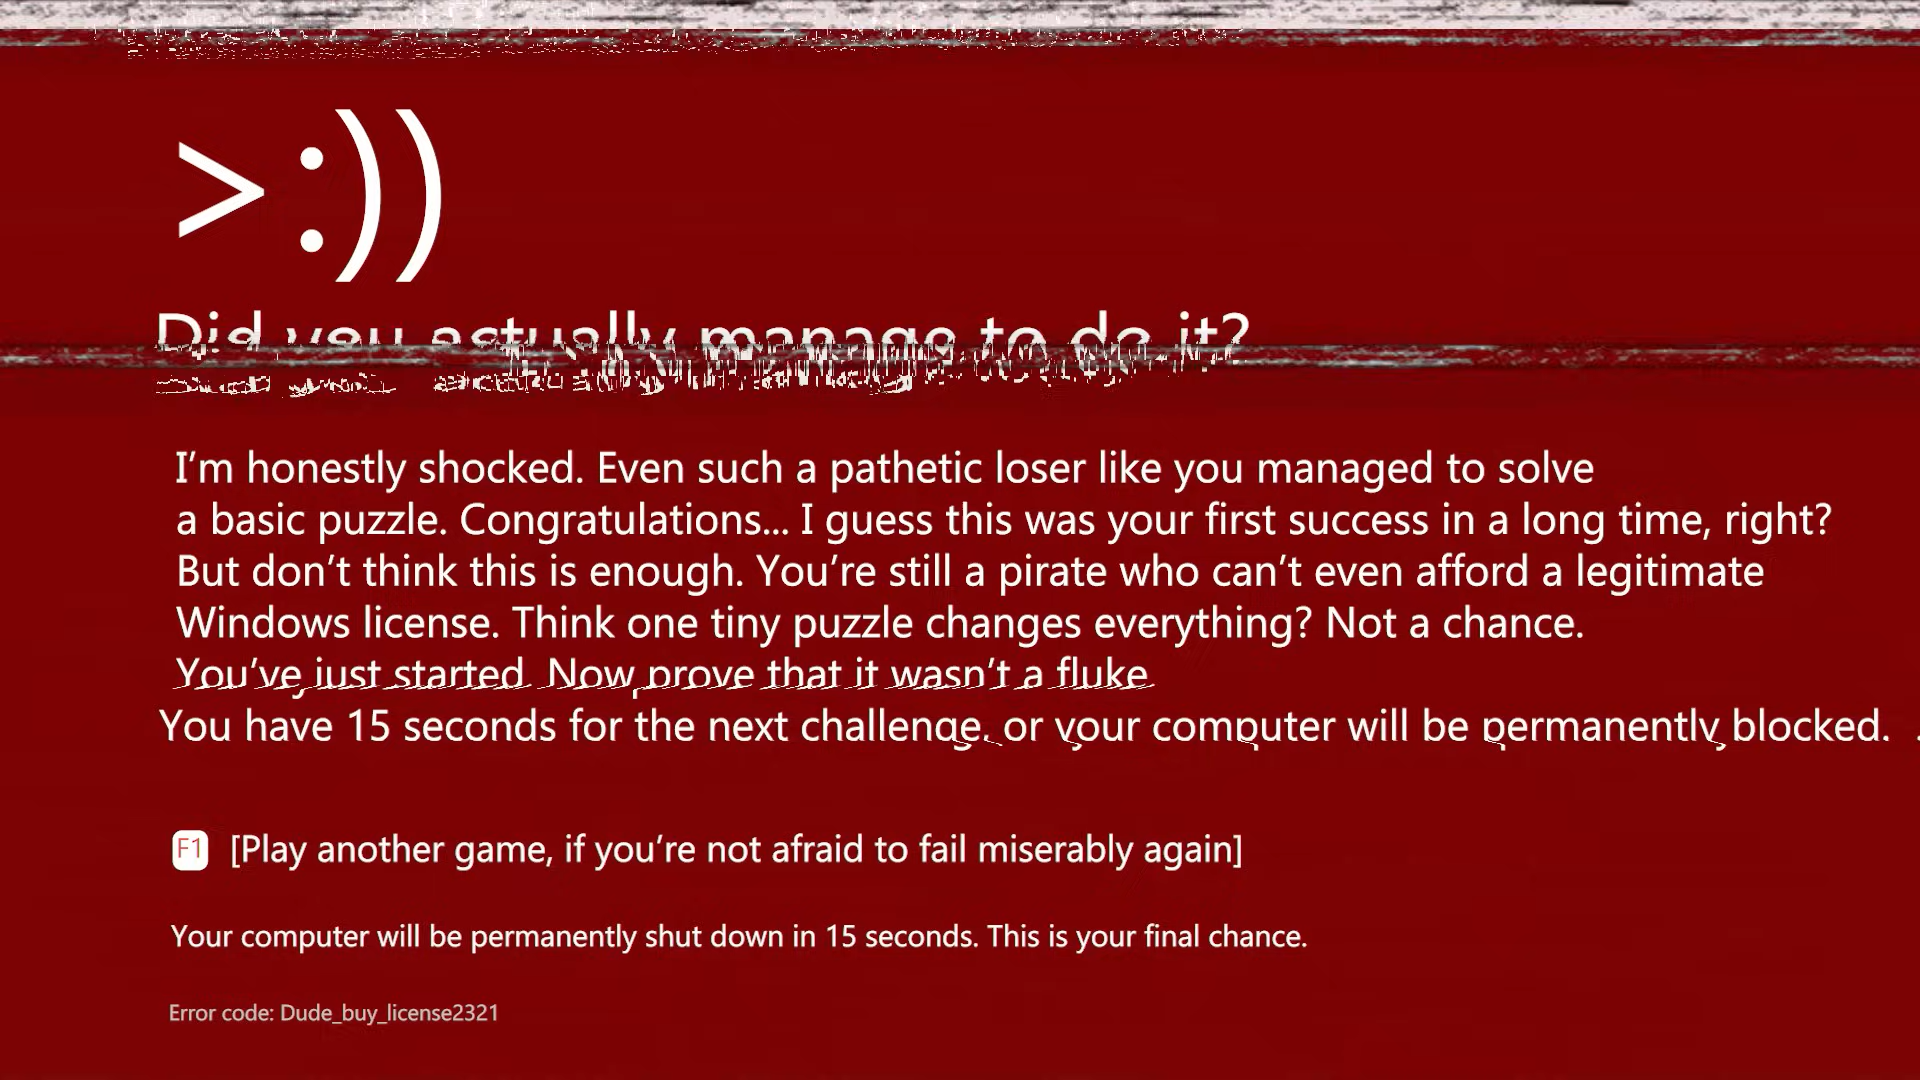 >:))
Did you actually manage to do it?
I’m honestly shocked. Even such a pathetic loser like you managed to solve
a basic puzzle. Congratulations... I guess this was your first success in a long time, right?
But don’t think this is enough. You’re still a pirate who can’t even afford a legitimate
Windows license. Think one tiny puzzle changes everything? Not a chance.
You’ve just started. Now prove that it wasn’t a fluke.
You have 15 seconds for the next challenge, or your computer will be permanently blocked. .
F1 [Play another game, if you’re not afraid to fail miserably again]
Your computer will be permanently shut down in 15 seconds. This is your final chance.
Error code: Dude_buy_license2321